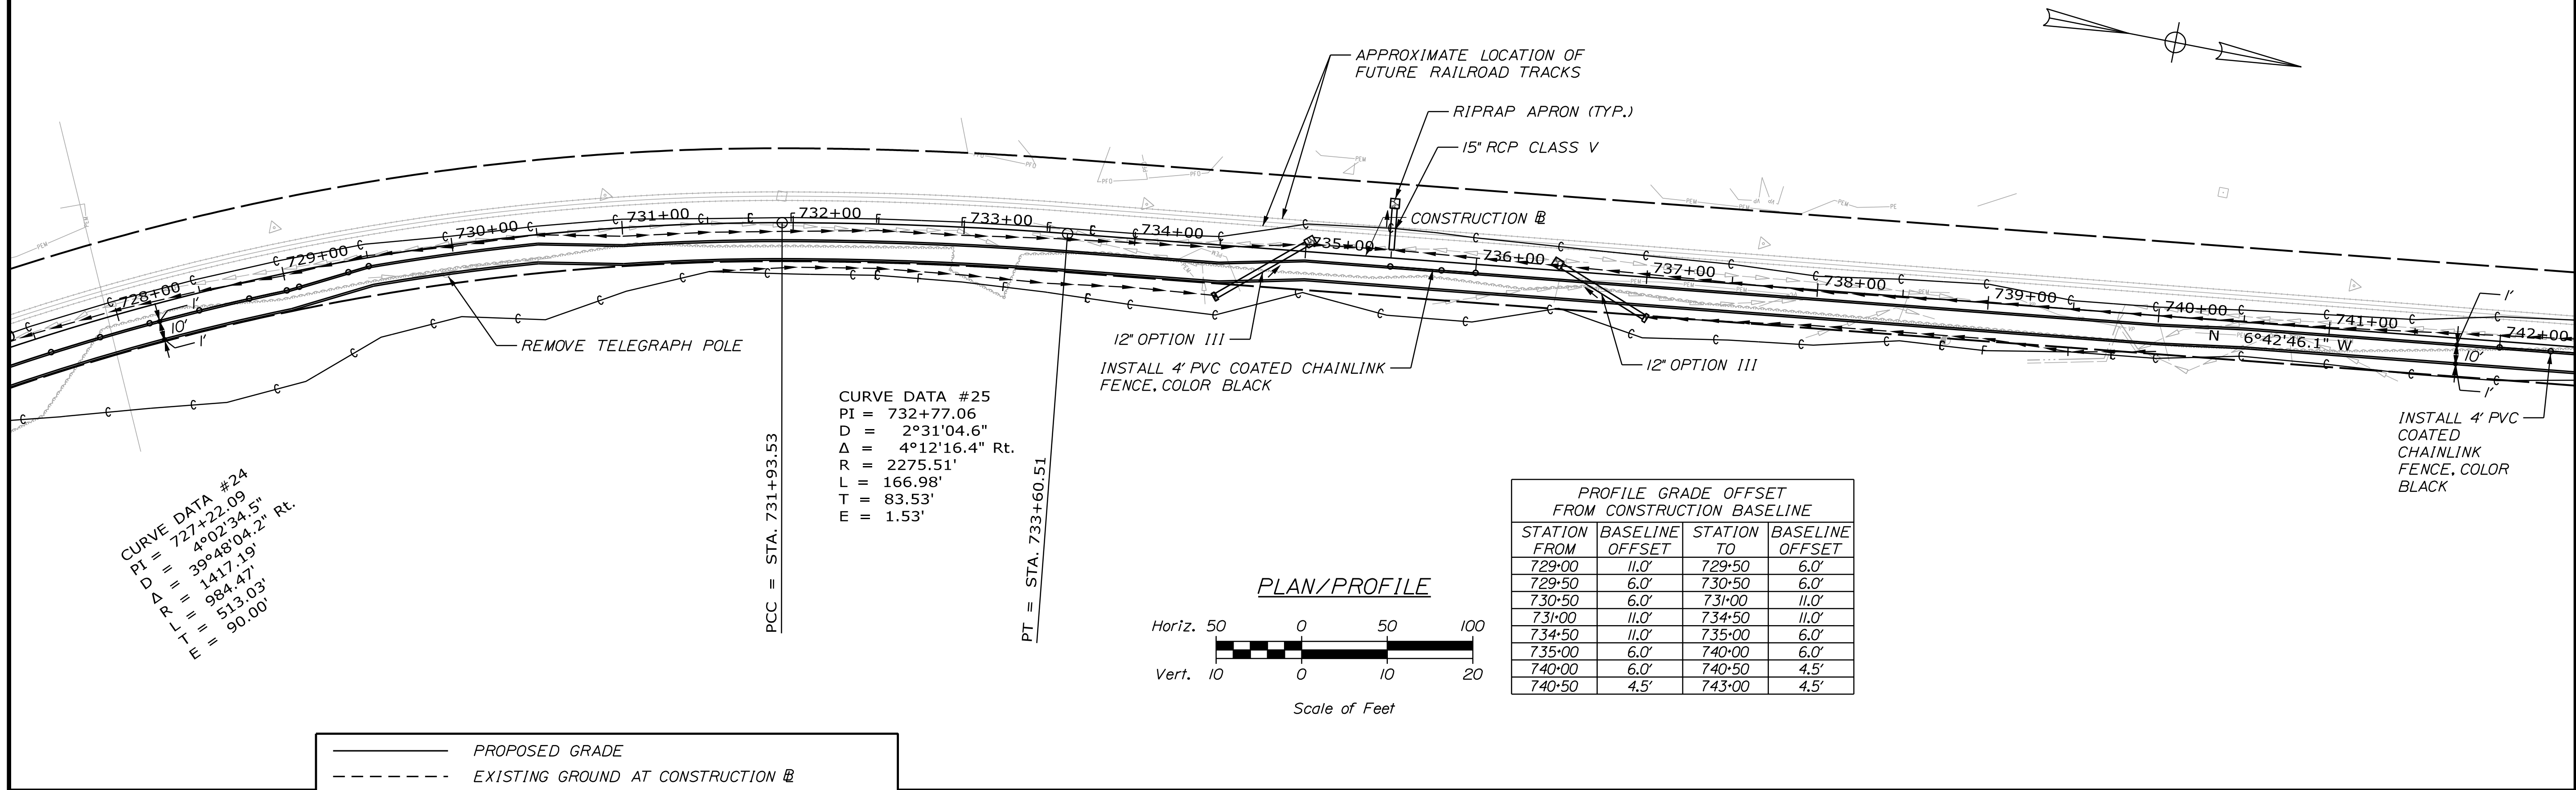 APPROXIMATE LOCATION OF
FUTURE RAILROAD TRACKS
RIPRAP APRON (TYP.)
15" RCP CLASS V
CONSTRUCTION BL
728+00
729+00
730+00
731+00
732+00
733+00
734+00
735+00
736+00
737+00
738+00
739+00
740+00
741+00
742+00
N 6°42'46.1" W
1'
10'
1'
1'
10'
1'
REMOVE TELEGRAPH POLE
12" OPTION III
INSTALL 4' PVC COATED CHAINLINK
FENCE, COLOR BLACK
12" OPTION III
INSTALL 4' PVC
COATED
CHAINLINK
FENCE, COLOR
BLACK
CURVE DATA #24
PI = 727+22.09
D = 4°02'34.5"
Δ = 39°48'04.2" Rt.
R = 1417.19'
L = 984.47'
T = 513.03'
E = 90.00'
PCC = STA. 731+93.53
CURVE DATA #25
PI = 732+77.06
D = 2°31'04.6"
Δ = 4°12'16.4" Rt.
R = 2275.51'
L = 166.98'
T = 83.53'
E = 1.53'
PT = STA. 733+60.51
PLAN/PROFILE
Horiz. 50 0 50 100
Vert. 10 0 10 20
Scale of Feet
PROFILE GRADE OFFSET
FROM CONSTRUCTION BASELINE
STATION FROM BASELINE OFFSET STATION TO BASELINE OFFSET
729+00 11.0' 729+50 6.0'
729+50 6.0' 730+50 6.0'
730+50 6.0' 731+00 11.0'
731+00 11.0' 734+50 11.0'
734+50 11.0' 735+00 6.0'
735+00 6.0' 740+00 6.0'
740+00 6.0' 740+50 4.5'
740+50 4.5' 743+00 4.5'
PROPOSED GRADE
EXISTING GROUND AT CONSTRUCTION BL